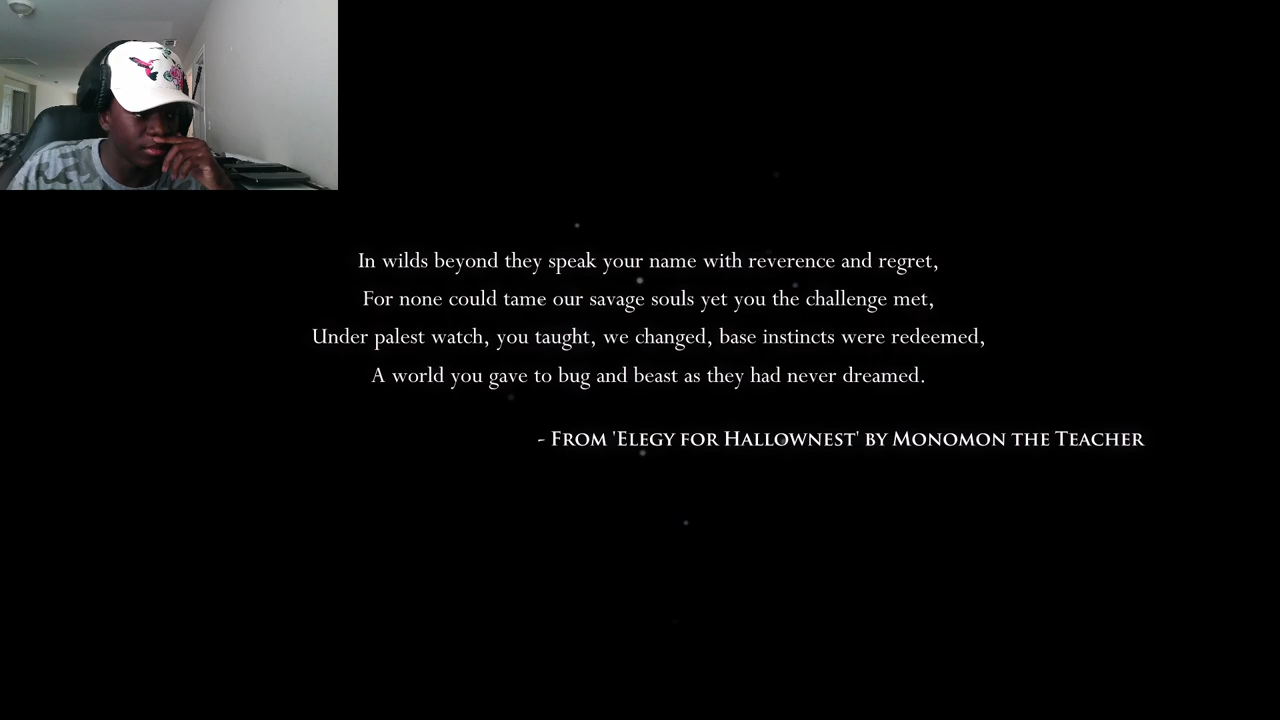 In wilds beyond they speak your name with reverence and regret,
For none could tame our savage souls yet you the challenge met,
Under palest watch, you taught, we changed, base instincts were redeemed,
A world you gave to bug and beast as they had never dreamed.
- From 'Elegy for Hallownest' by Monomon the Teacher